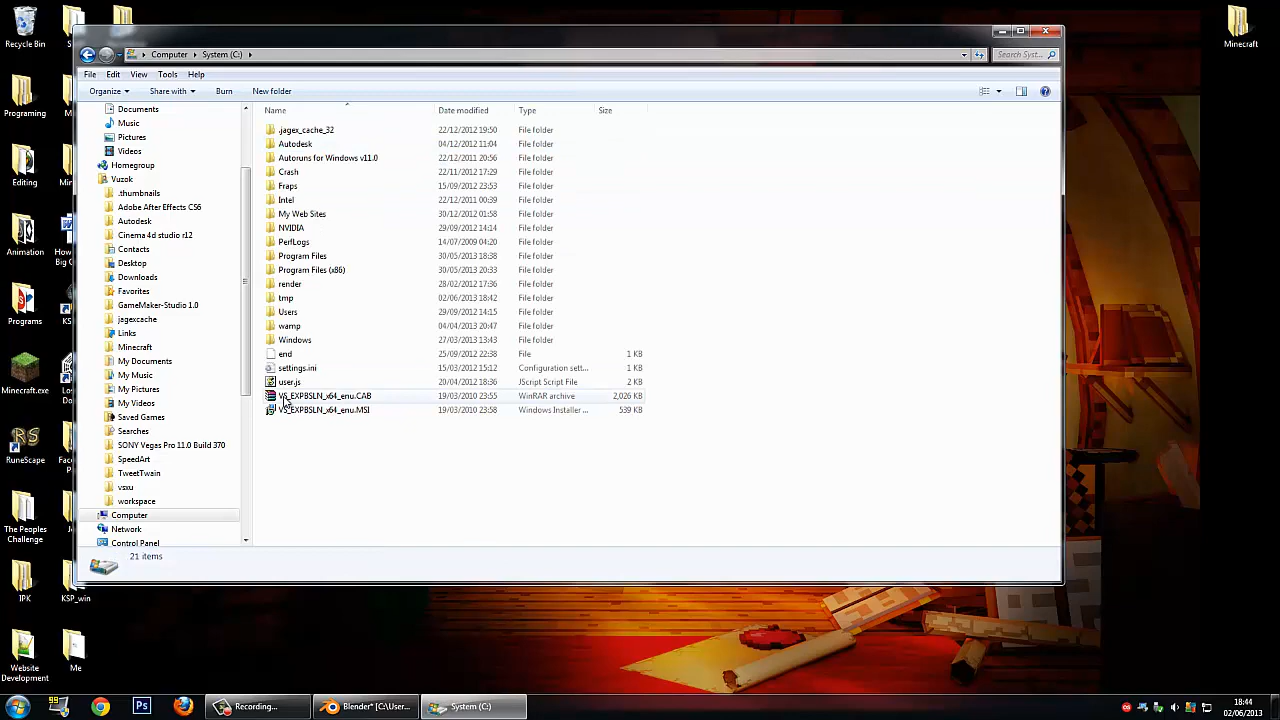 Recycle Bin
Minecraft
Computer
System (C:)
Search Syst...
File Edit View Tools Help
Organize Share with Burn New folder
Name Date modified Type Size
.jagex_cache_32 22/12/2012 19:50 File folder
Autodesk 04/12/2012 11:04 File folder
Autoruns for Windows v11.0 22/12/2011 20:56 File folder
Crash 22/11/2012 17:29 File folder
Fraps 15/09/2012 23:53 File folder
Intel 22/12/2011 00:39 File folder
My Web Sites 30/12/2012 01:58 File folder
NVIDIA 29/09/2012 14:14 File folder
PerfLogs 14/07/2009 04:20 File folder
Program Files 30/05/2013 18:38 File folder
Program Files (x86) 30/05/2013 20:33 File folder
render 28/02/2012 17:36 File folder
tmp 02/06/2013 18:42 File folder
Users 29/09/2012 14:15 File folder
wamp 04/04/2013 20:47 File folder
Windows 27/03/2013 13:43 File folder
end 25/09/2012 22:38 File 1 KB
settings.ini 15/03/2012 15:12 Configuration sett... 1 KB
user.js 20/04/2012 18:36 JScript Script File 2 KB
VS_EXPBSLN_x64_enu.CAB 19/03/2010 23:55 WinRAR archive 2,026 KB
VS_EXPBSLN_x64_enu.MSI 19/03/2010 23:58 Windows Installer ... 539 KB
Documents
Music
Pictures
Videos
Homegroup
Vuzok
.thumbnails
Adobe After Effects CS6
Autodesk
Cinema 4d studio r12
Contacts
Desktop
Downloads
Favorites
GameMaker-Studio 1.0
jagexcache
Links
Minecraft
My Documents
My Music
My Pictures
My Videos
Saved Games
Searches
SONY Vegas Pro 11.0 Build 370
SpeedArt
TweetTwain
vsxu
workspace
Computer
Network
Control Panel
21 items
Programing
Editing
Animation
Programs
Minecraft.exe
RuneScape
The Peoples
Challenge
IPK
KSP_win
Website
Development
Me
Recording...
Blender* [C:\User...
System (C:)
18:44
02/06/2013